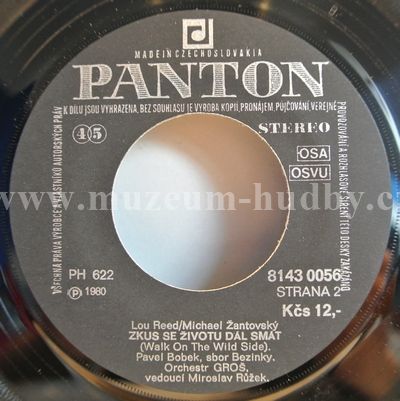 MADE IN CZECHOSLOVAKIA
PANTON
VŠECHNA PRÁVA VÝROBCE A VLASTNÍKŮ AUTORSKÝCH PRÁV K DÍLU JSOU VYHRAZENA, BEZ SOUHLASU JE VÝROBA KOPIÍ, PRONÁJEM, PŮJČOVÁNÍ, VEŘEJNÉ PROVOZOVÁNÍ A ROZHLASOVÉ ŠÍŘENÍ TÉTO DESKY ZAKÁZÁNO
45
STEREO
OSA
OSVU
www.muzeum-hudby.c
PH 622
8143 0056
℗ 1980
STRANA 2
Kčs 12,-
Lou Reed/Michael Žantovský
ZKUS SE ŽIVOTU DÁL SMÁT
(Walk On The Wild Side).
Pavel Bobek, sbor Bezinky.
Orchestr GROŠ,
vedoucí Miroslav Růžek.